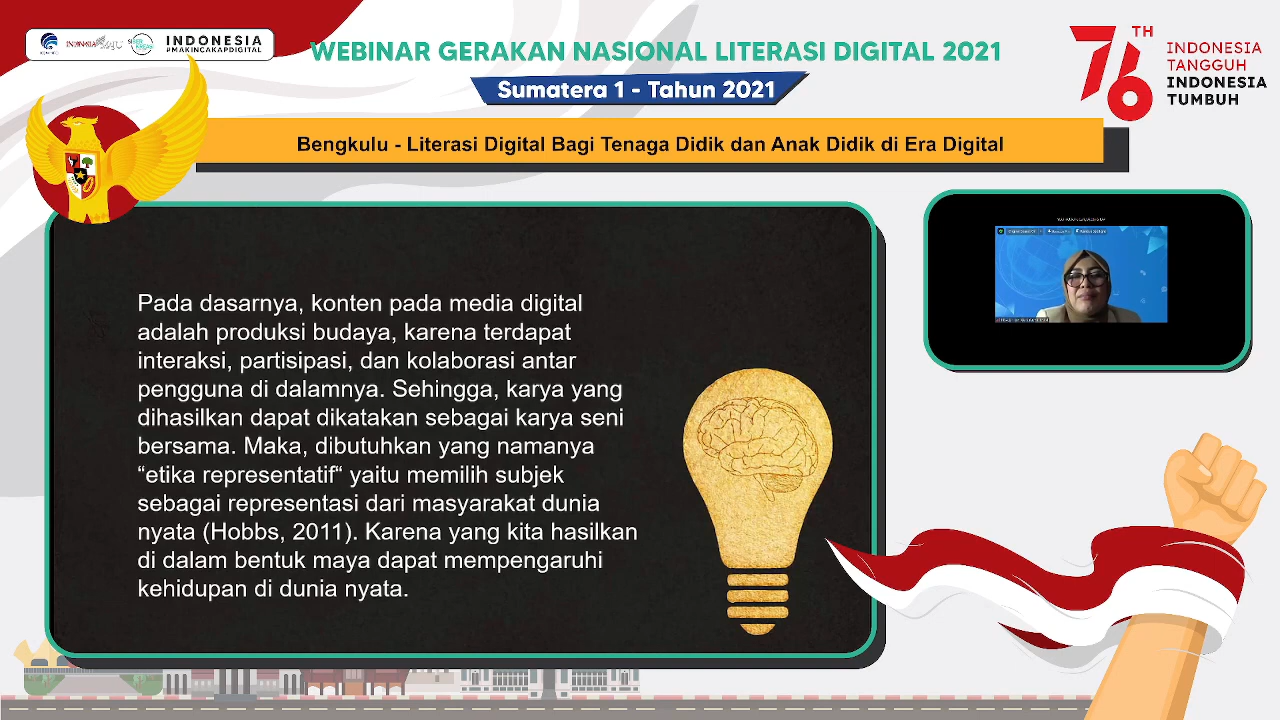 INDONESIA
#MAKINCAKAPDIGITAL
WEBINAR GERAKAN NASIONAL LITERASI DIGITAL 2021
Sumatera 1 - Tahun 2021
76 TH
INDONESIA
TANGGUH
INDONESIA
TUMBUH
Bengkulu - Literasi Digital Bagi Tenaga Didik dan Anak Didik di Era Digital
Pada dasarnya, konten pada media digital
adalah produksi budaya, karena terdapat
interaksi, partisipasi, dan kolaborasi antar
pengguna di dalamnya. Sehingga, karya yang
dihasilkan dapat dikatakan sebagai karya seni
bersama. Maka, dibutuhkan yang namanya
“etika representatif“ yaitu memilih subjek
sebagai representasi dari masyarakat dunia
nyata (Hobbs, 2011). Karena yang kita hasilkan
di dalam bentuk maya dapat mempengaruhi
kehidupan di dunia nyata.